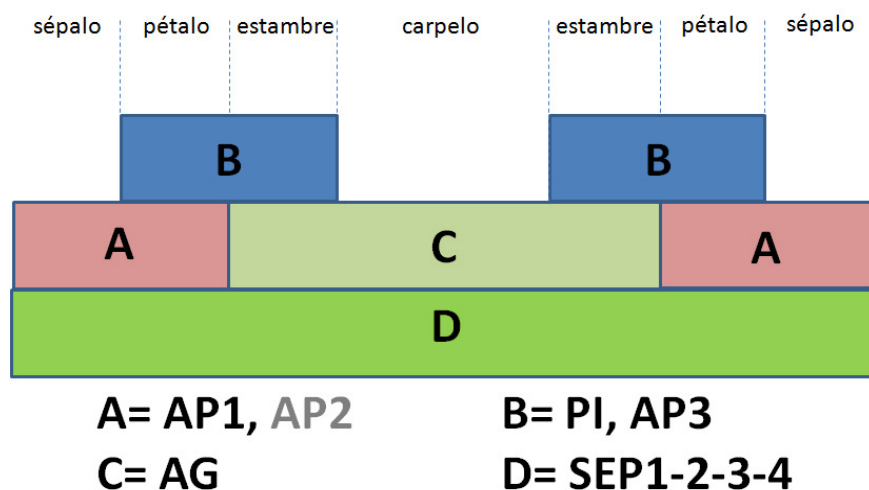 sépalo pétalo estambre carpelo estambre pétalo sépalo
B B
A C A
D
A= AP1, AP2 B= PI, AP3
C= AG D= SEP1-2-3-4